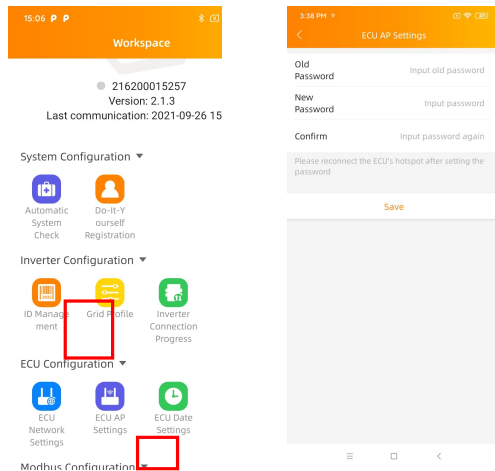 15:06 P P
Workspace
216200015257
Version: 2.1.3
Last communication: 2021-09-26 15
System Configuration
Automatic
System
Check
Do-It-Y
ourself
Registration
Inverter Configuration
ID Manage
ment
Grid Profile
Inverter
Connection
Progress
ECU Configuration
ECU
Network
Settings
ECU AP
Settings
ECU Date
Settings
Modbus Configuration
3:38 PM
ECU AP Settings
Old
Password
Input old password
New
Password
Input password
Confirm
Input password again
Please reconnect the ECU's hotspot after setting the
password
Save